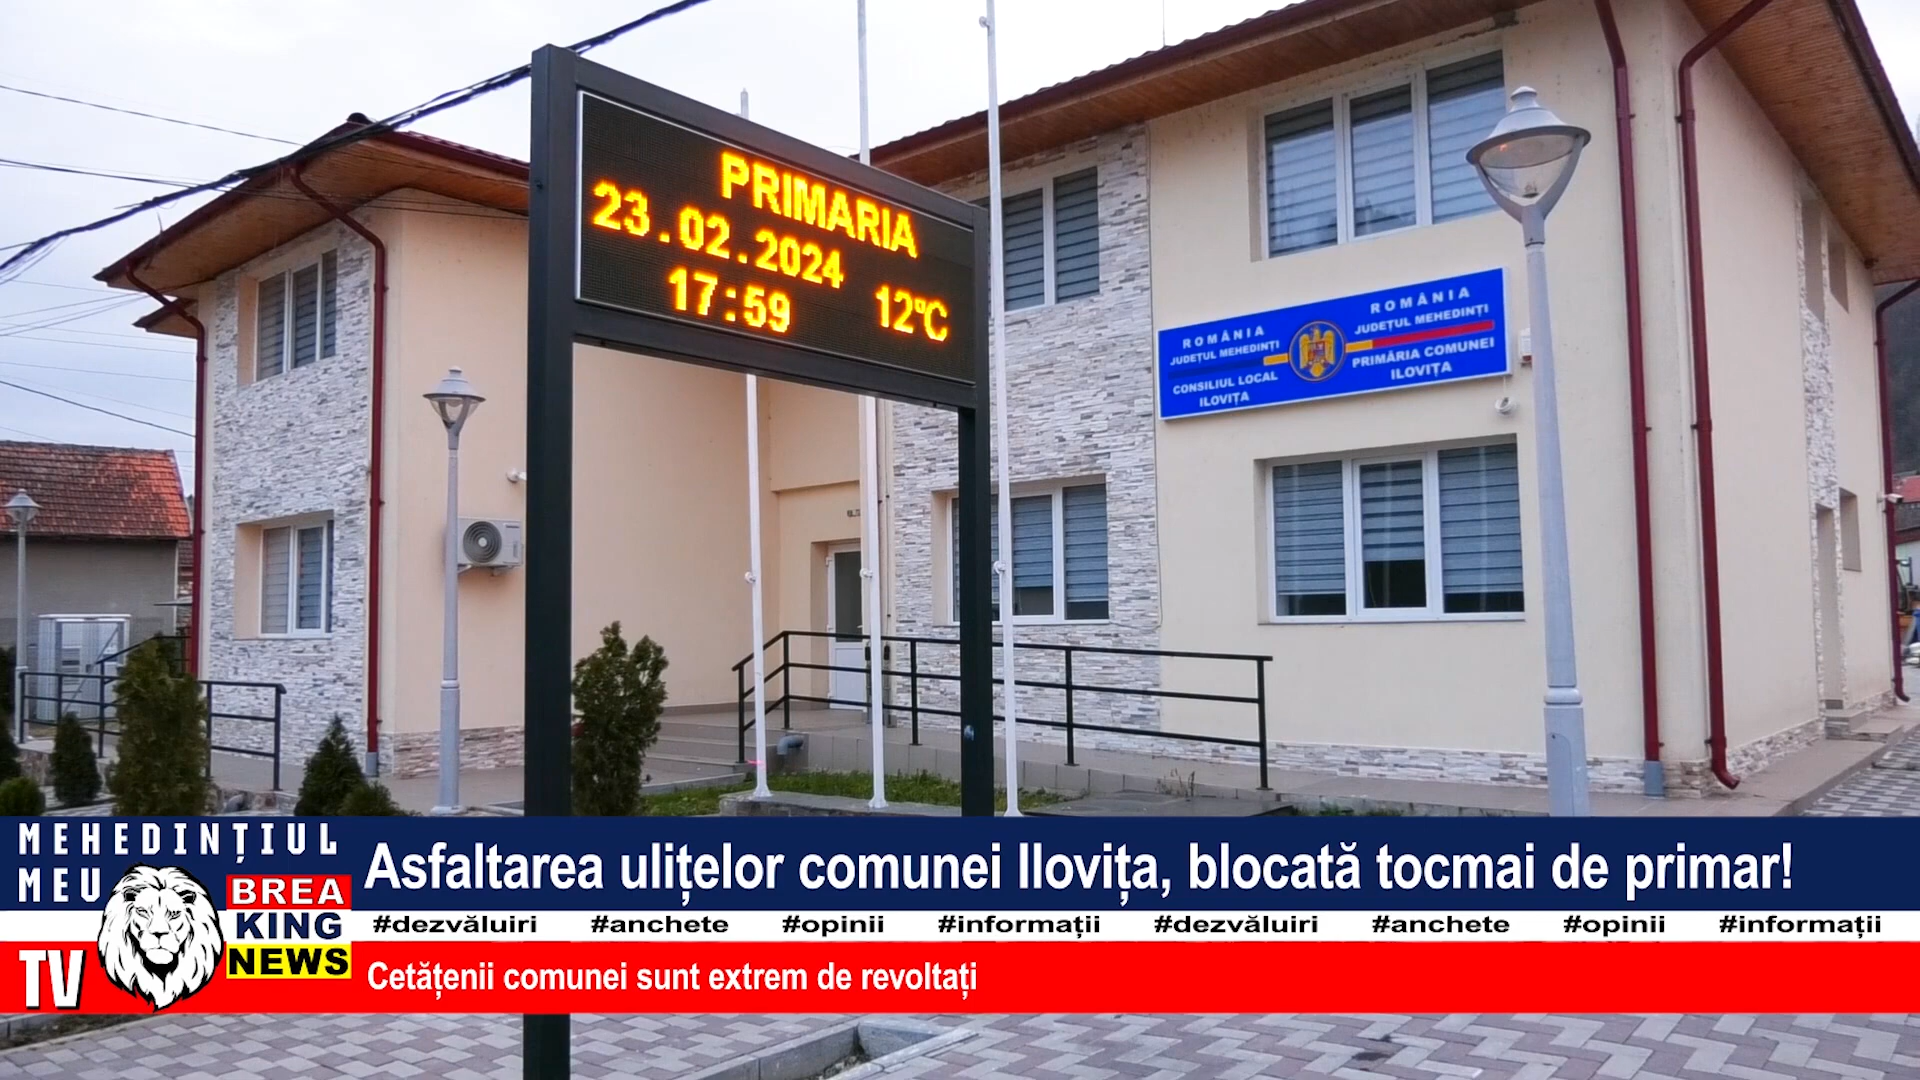 PRIMARIA
23.02.2024
17:59 12°C
ROMÂNIA
JUDEȚUL MEHEDINȚI
CONSILIUL LOCAL
ILOVIȚA
ROMÂNIA
JUDEȚUL MEHEDINȚI
PRIMĂRIA COMUNEI
ILOVIȚA
MEHEDINȚIUL
MEU
TV
BREA
KING
NEWS
Asfaltarea ulițelor comunei Ilovița, blocată tocmai de primar!
#dezvăluiri #anchete #opinii #informații #dezvăluiri #anchete #opinii #informații
Cetățenii comunei sunt extrem de revoltați